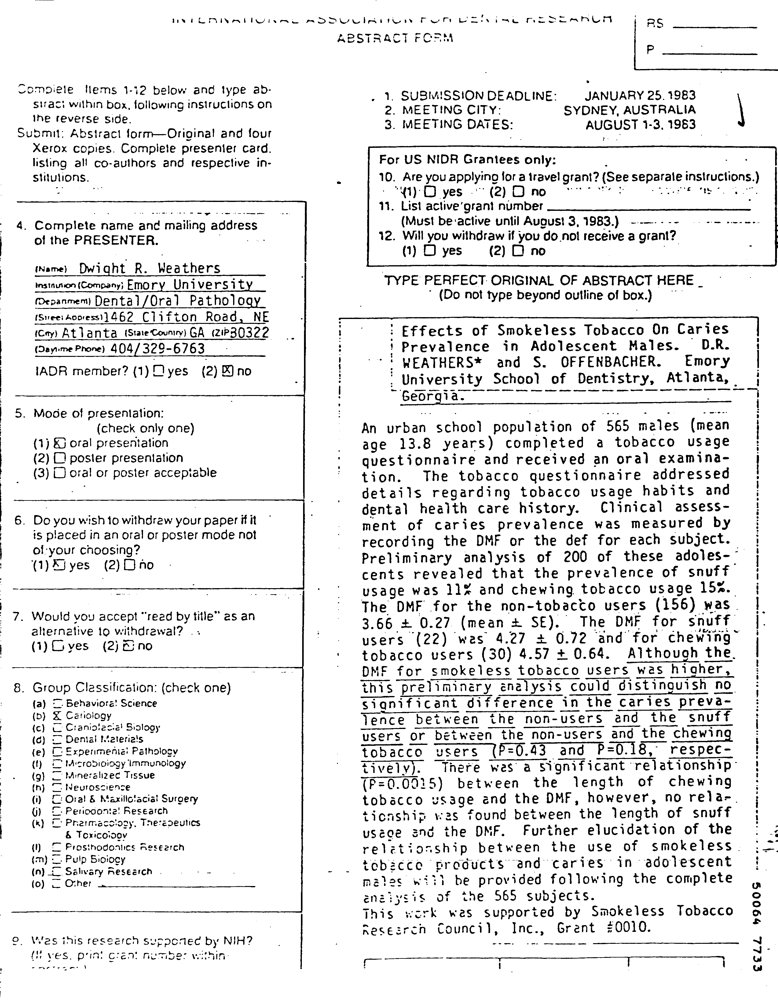 INTERNATIONAL ASSOCIATION FOR DENTAL RESEARCH
ABSTRACT FORM
RS
P
Complete Items 1-12 below and type ab-
stract within box, following instructions on
the reverse side.
Submit: Abstract form—Original and four
Xerox copies. Complete presenter card,
listing all co-authors and respective in-
stitutions.
4. Complete name and mailing address
of the PRESENTER.
(Name) Dwight R. Weathers
Institution (Company) Emory University
(Department) Dental/Oral Pathology
(Street Address) 1462 Clifton Road, NE
(City) Atlanta (State/Country) GA (ZIP) 30322
(Daytime Phone) 404/329-6763
IADR member? (1) ☐ yes (2) ☒ no
5. Mode of presentation:
(check only one)
(1) ☒ oral presentation
(2) ☐ poster presentation
(3) ☐ oral or poster acceptable
6. Do you wish to withdraw your paper if it
is placed in an oral or poster mode not
of your choosing?
(1) ☒ yes (2) ☐ no
7. Would you accept "read by title" as an
alternative to withdrawal?
(1) ☐ yes (2) ☒ no
8. Group Classification: (check one)
(a) ☐ Behavioral Science
(b) ☒ Cariology
(c) ☐ Craniofacial Biology
(d) ☐ Dental Materials
(e) ☐ Experimental Pathology
(f) ☐ Microbiology/Immunology
(g) ☐ Mineralized Tissue
(h) ☐ Neuroscience
(i) ☐ Oral & Maxillofacial Surgery
(j) ☐ Periodontal Research
(k) ☐ Pharmacology, Therapeutics
& Toxicology
(l) ☐ Prosthodontics Research
(m) ☐ Pulp Biology
(n) ☐ Salivary Research
(o) ☐ Other
9. Was this research supported by NIH?
(If yes, print grant number within
1. SUBMISSION DEADLINE: JANUARY 25, 1983
2. MEETING CITY: SYDNEY, AUSTRALIA
3. MEETING DATES: AUGUST 1-3, 1983
For US NIDR Grantees only:
10. Are you applying for a travel grant? (See separate instructions.)
(1) ☐ yes (2) ☐ no
11. List active grant number
(Must be active until August 3, 1983.)
12. Will you withdraw if you do not receive a grant?
(1) ☐ yes (2) ☐ no
TYPE PERFECT ORIGINAL OF ABSTRACT HERE
(Do not type beyond outline of box.)
Effects of Smokeless Tobacco On Caries
Prevalence in Adolescent Males. D.R.
WEATHERS* and S. OFFENBACHER. Emory
University School of Dentistry, Atlanta,
Georgia.
An urban school population of 565 males (mean
age 13.8 years) completed a tobacco usage
questionnaire and received an oral examina-
tion. The tobacco questionnaire addressed
details regarding tobacco usage habits and
dental health care history. Clinical assess-
ment of caries prevalence was measured by
recording the DMF or the def for each subject.
Preliminary analysis of 200 of these adoles-
cents revealed that the prevalence of snuff
usage was 11% and chewing tobacco usage 15%.
The DMF for the non-tobacco users (156) was
3.66 ± 0.27 (mean ± SE). The DMF for snuff
users (22) was 4.27 ± 0.72 and for chewing
tobacco users (30) 4.57 ± 0.64. Although the
DMF for smokeless tobacco users was higher,
this preliminary analysis could distinguish no
significant difference in the caries preva-
lence between the non-users and the snuff
users or between the non-users and the chewing
tobacco users (P=0.43 and P=0.18, respec-
tively). There was a significant relationship
(P=0.0015) between the length of chewing
tobacco usage and the DMF, however, no rela-
tionship was found between the length of snuff
usage and the DMF. Further elucidation of the
relationship between the use of smokeless
tobacco products and caries in adolescent
males will be provided following the complete
analysis of the 565 subjects.
This work was supported by Smokeless Tobacco
Research Council, Inc., Grant #0010.
50064 7733